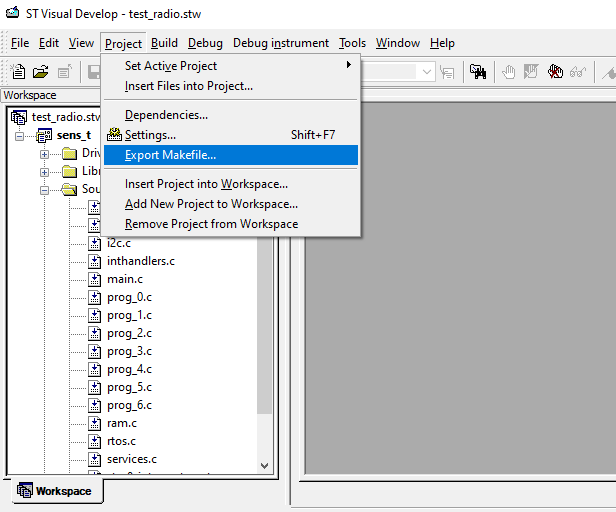 ST Visual Develop - test_radio.stw
File Edit View Project Build Debug Debug instrument Tools Window Help
Set Active Project
Insert Files into Project...
Dependencies...
Settings... Shift+F7
Export Makefile...
Insert Project into Workspace...
Add New Project to Workspace...
Remove Project from Workspace
Workspace
test_radio.stw
sens_t
Driv
Libr
Sou
i2c.c
inthandlers.c
main.c
prog_0.c
prog_1.c
prog_2.c
prog_3.c
prog_4.c
prog_5.c
prog_6.c
ram.c
rtos.c
services.c
Workspace